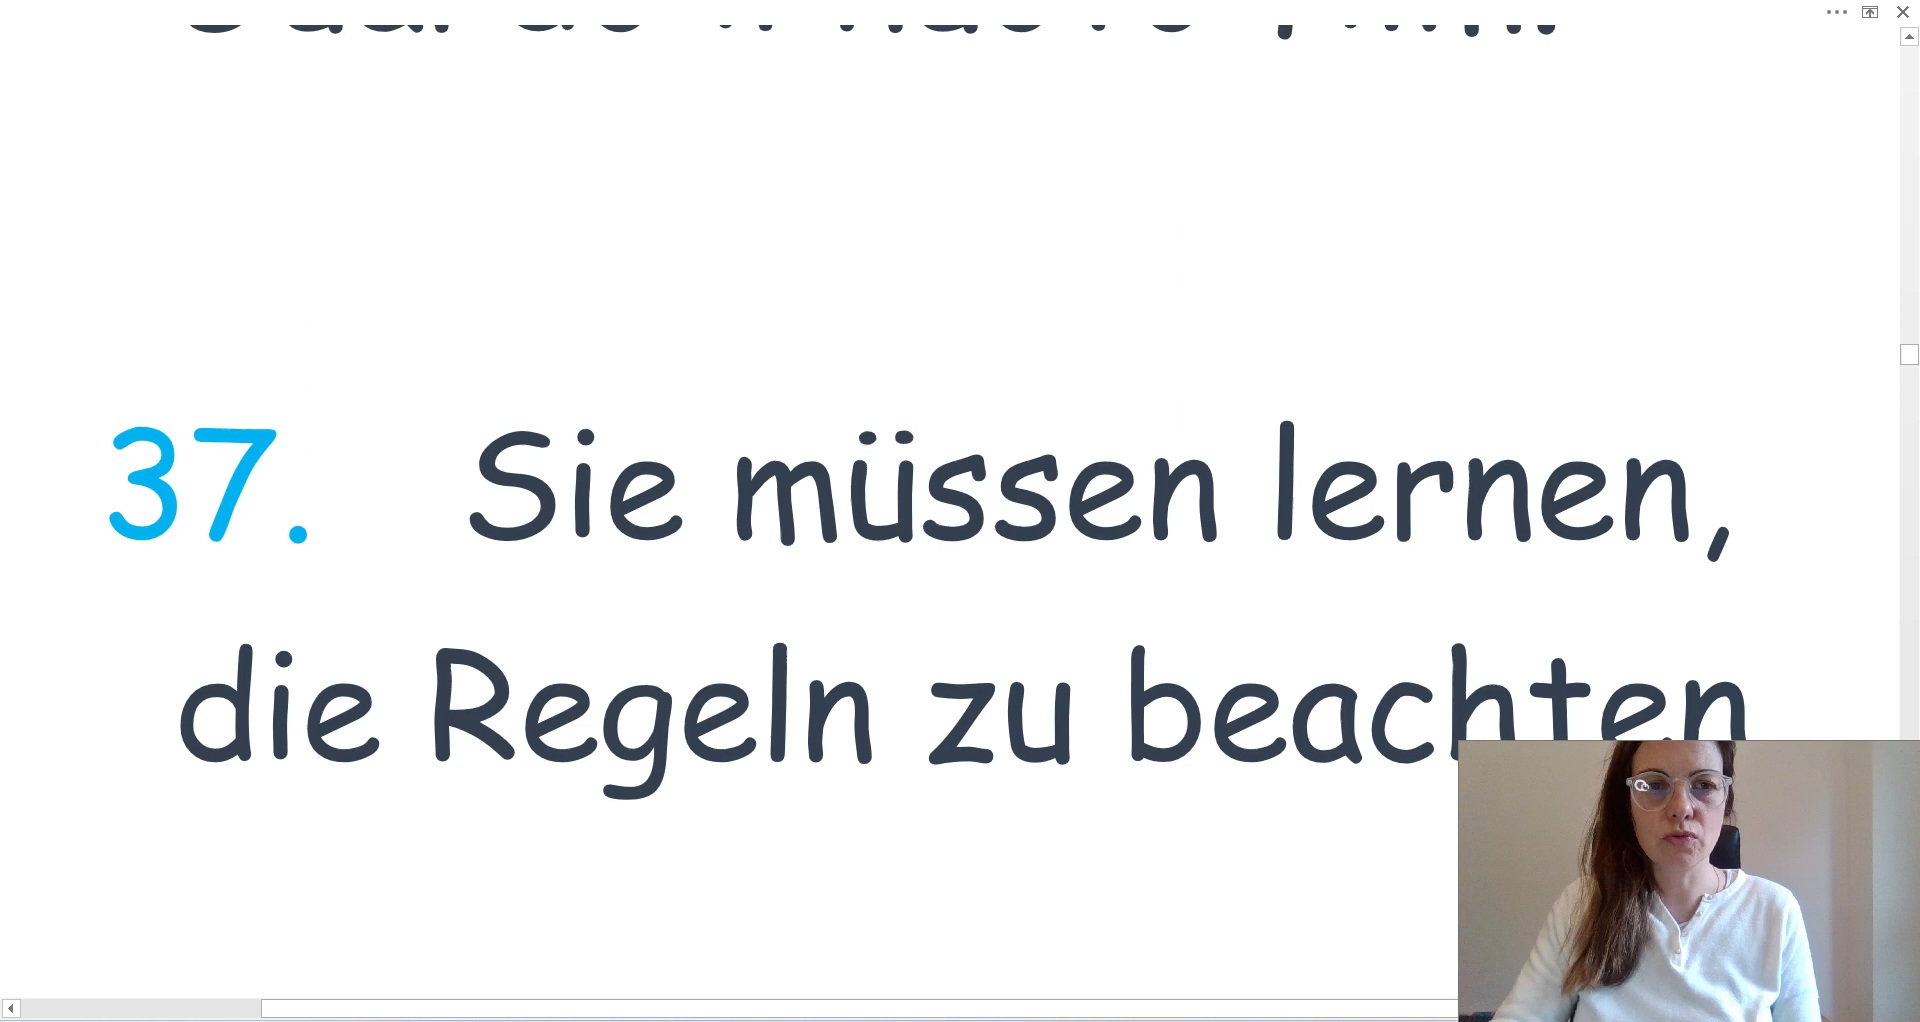 37. Sie müssen lernen,
die Regeln zu beachten